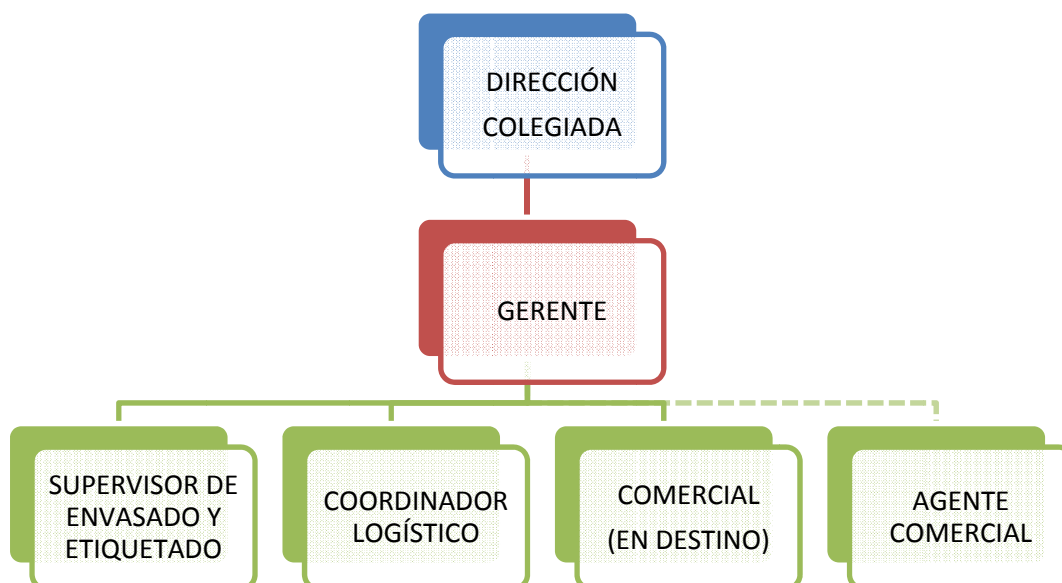 DIRECCIÓN
COLEGIADA
GERENTE
SUPERVISOR DE
ENVASADO Y
ETIQUETADO
COORDINADOR
LOGÍSTICO
COMERCIAL
(EN DESTINO)
AGENTE
COMERCIAL